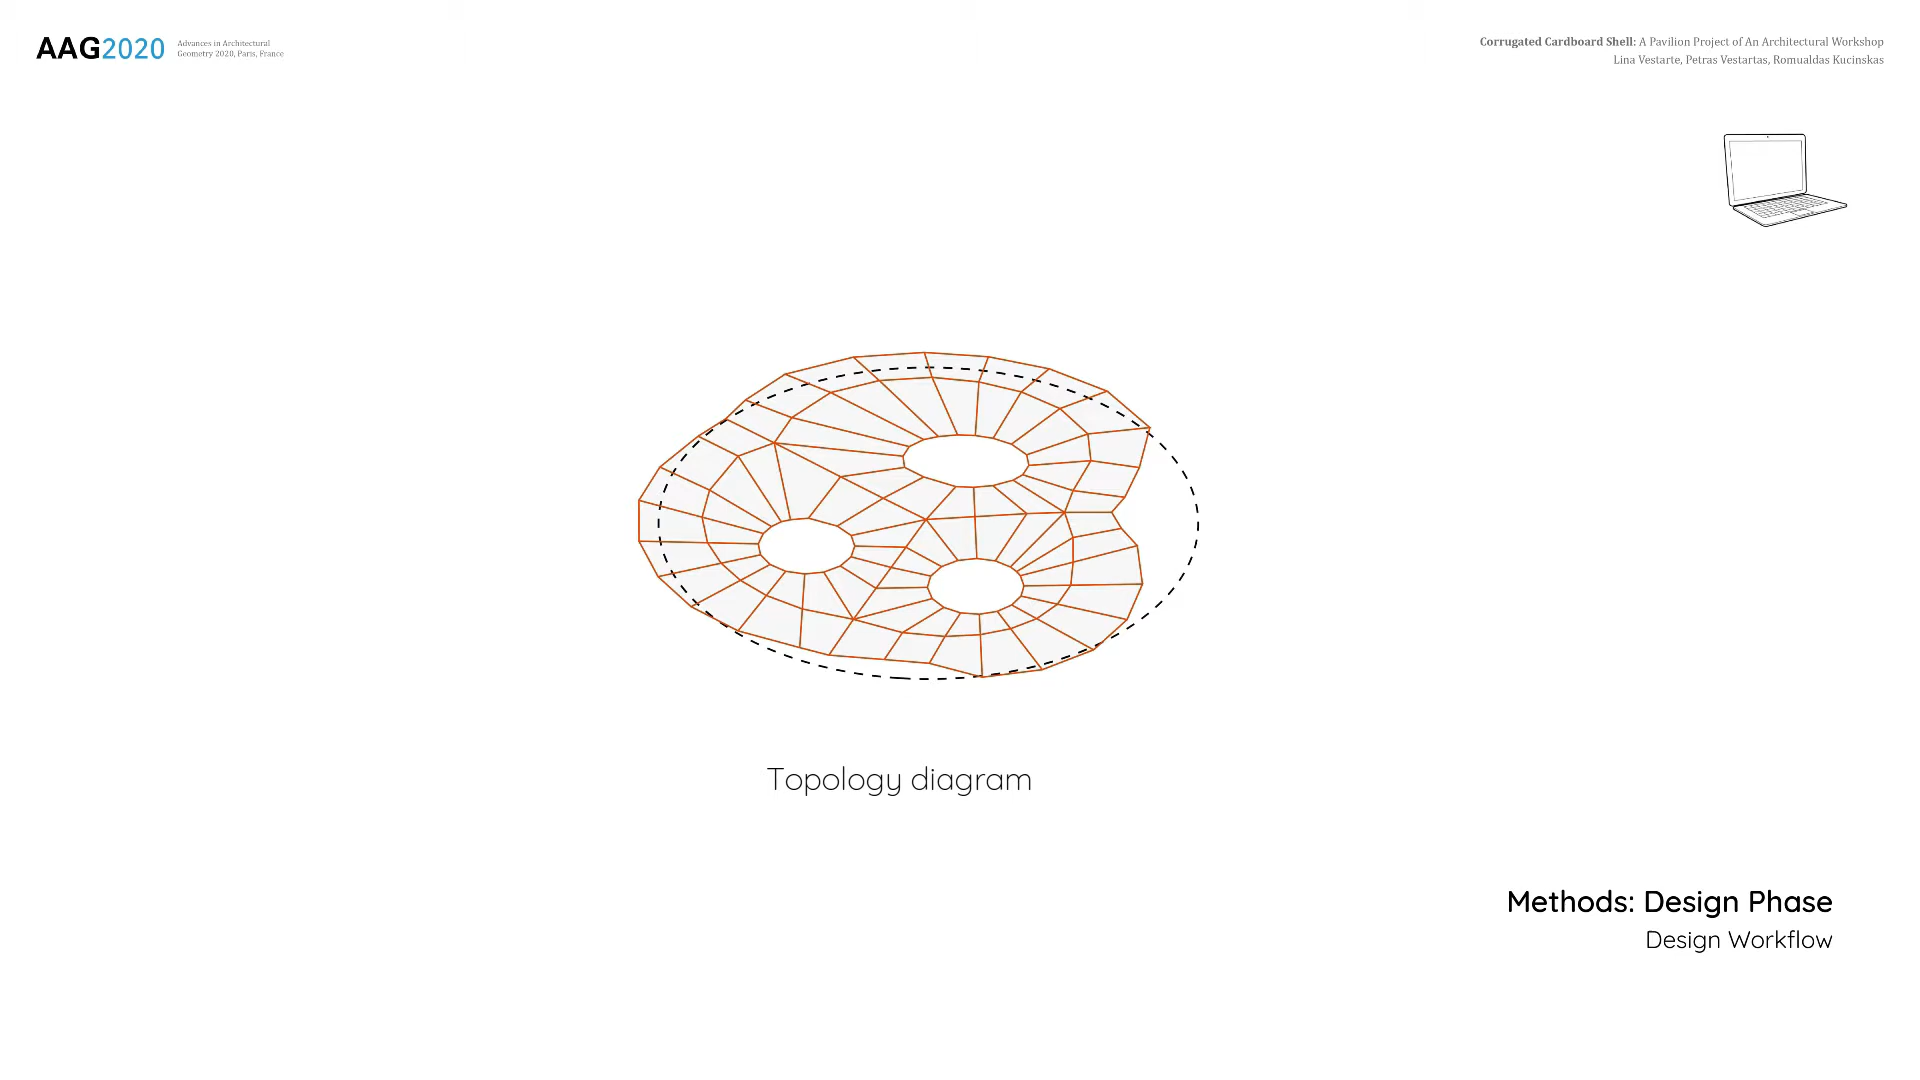 AAG2020
Advances in Architectural
Geometry 2020, Paris, France
Corrugated Cardboard Shell: A Pavilion Project of An Architectural Workshop
Lina Vestarte, Petras Vestartas, Romualdas Kucinskas
Topology diagram
Methods: Design Phase
Design Workflow